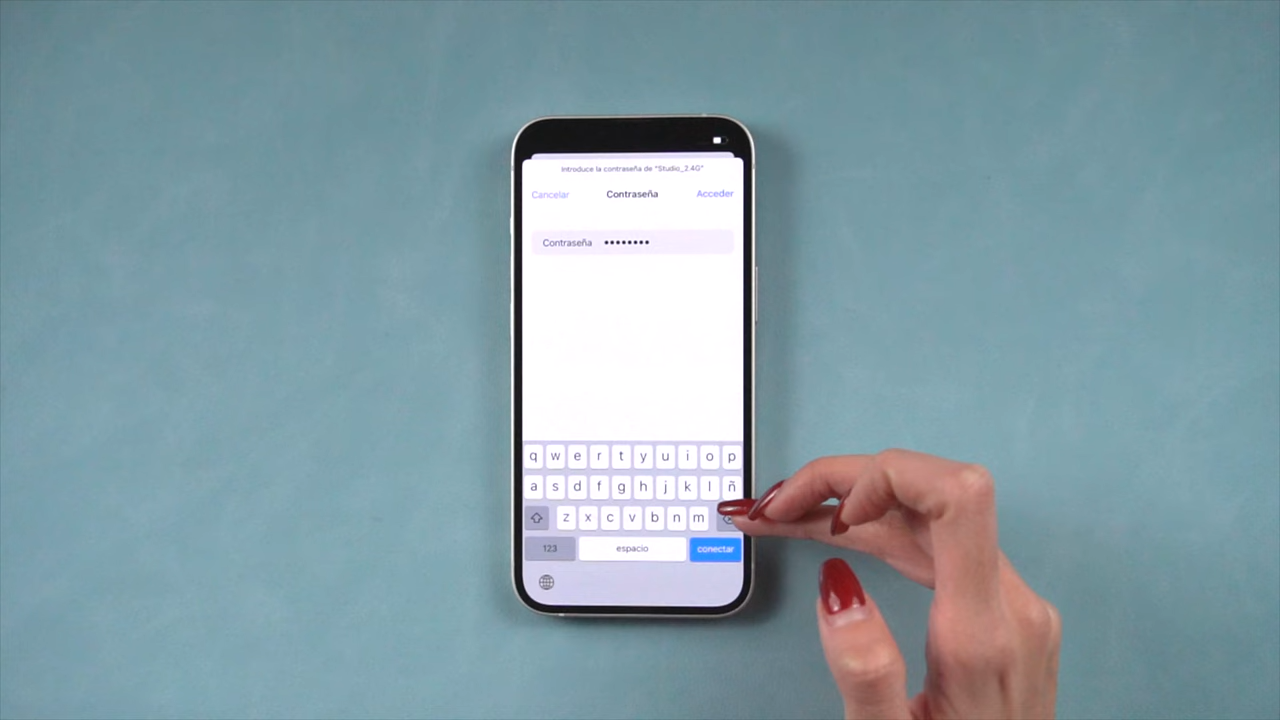 Introduce la contraseña de "Studio_2.4G"
Cancelar Contraseña Acceder
Contraseña ••••••••
q w e r t y u i o p
a s d f g h j k l ñ
z x c v b n m
123 espacio conectar